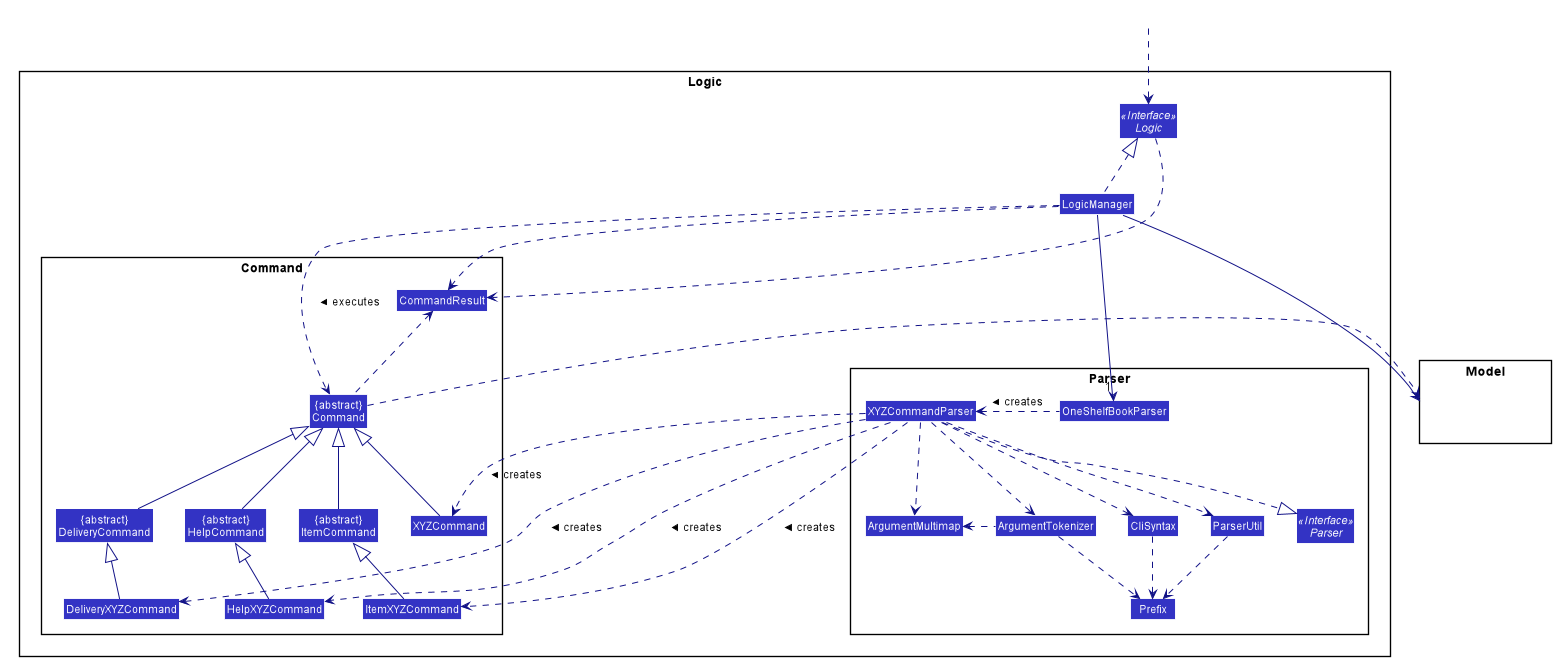 Logic
«Interface»
Logic
LogicManager
Command
CommandResult
◄ executes
Model
Parser
{abstract}
Command
XYZCommandParser
◄ creates
OneShelfBookParser
◄ creates
{abstract}
DeliveryCommand
{abstract}
HelpCommand
{abstract}
ItemCommand
XYZCommand
◄ creates
◄ creates
◄ creates
ArgumentMultimap
ArgumentTokenizer
CliSyntax
ParserUtil
«Interface»
Parser
DeliveryXYZCommand
HelpXYZCommand
ItemXYZCommand
Prefix